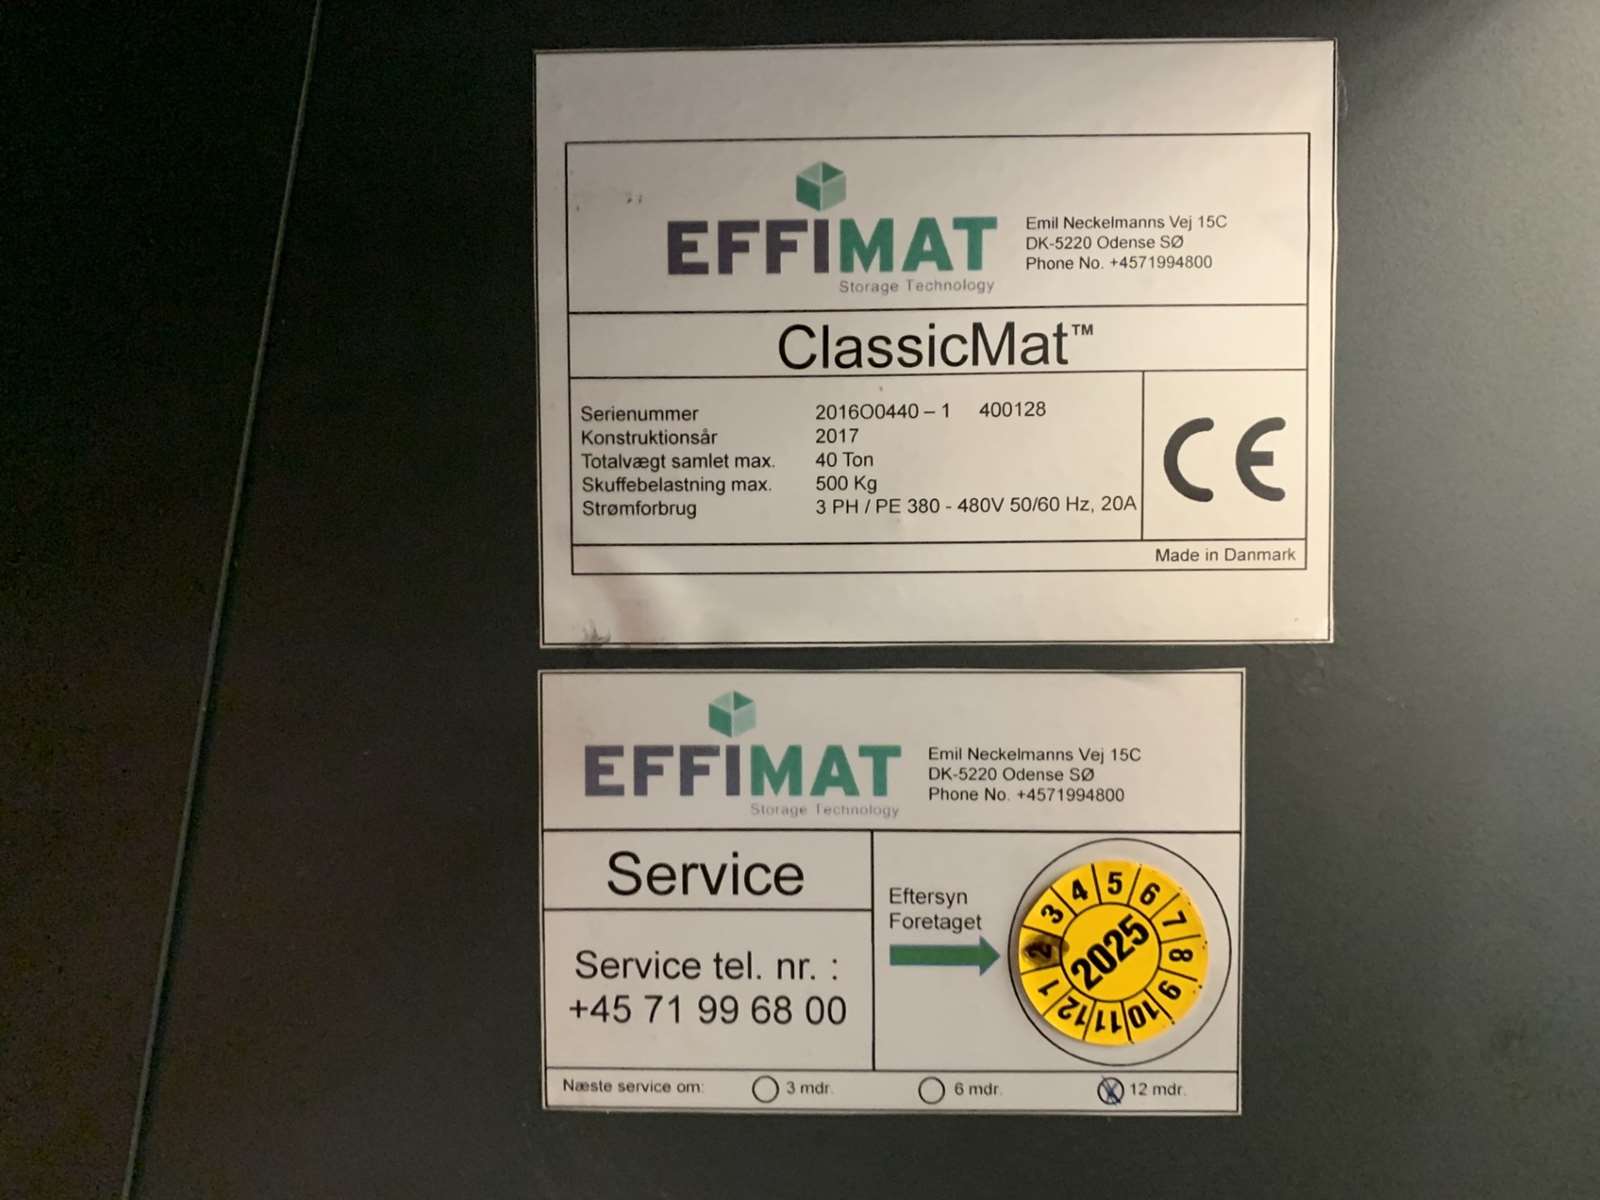 EFFIMAT
Storage Technology
Emil Neckelmanns Vej 15C
DK-5220 Odense SØ
Phone No. +4571994800
ClassicMat™
Serienummer 2016O0440 – 1 400128
Konstruktionsår 2017
Totalvægt samlet max. 40 Ton
Skuffebelastning max. 500 Kg
Strømforbrug 3 PH / PE 380 - 480V 50/60 Hz, 20A
CE
Made in Danmark
EFFIMAT
Storage Technology
Emil Neckelmanns Vej 15C
DK-5220 Odense SØ
Phone No. +4571994800
Service
Service tel. nr. :
+45 71 99 68 00
Eftersyn
Foretaget
1 2 3 4 5 6 7 8 9 10 11 12
2025
Næste service om: 3 mdr. 6 mdr. 12 mdr.